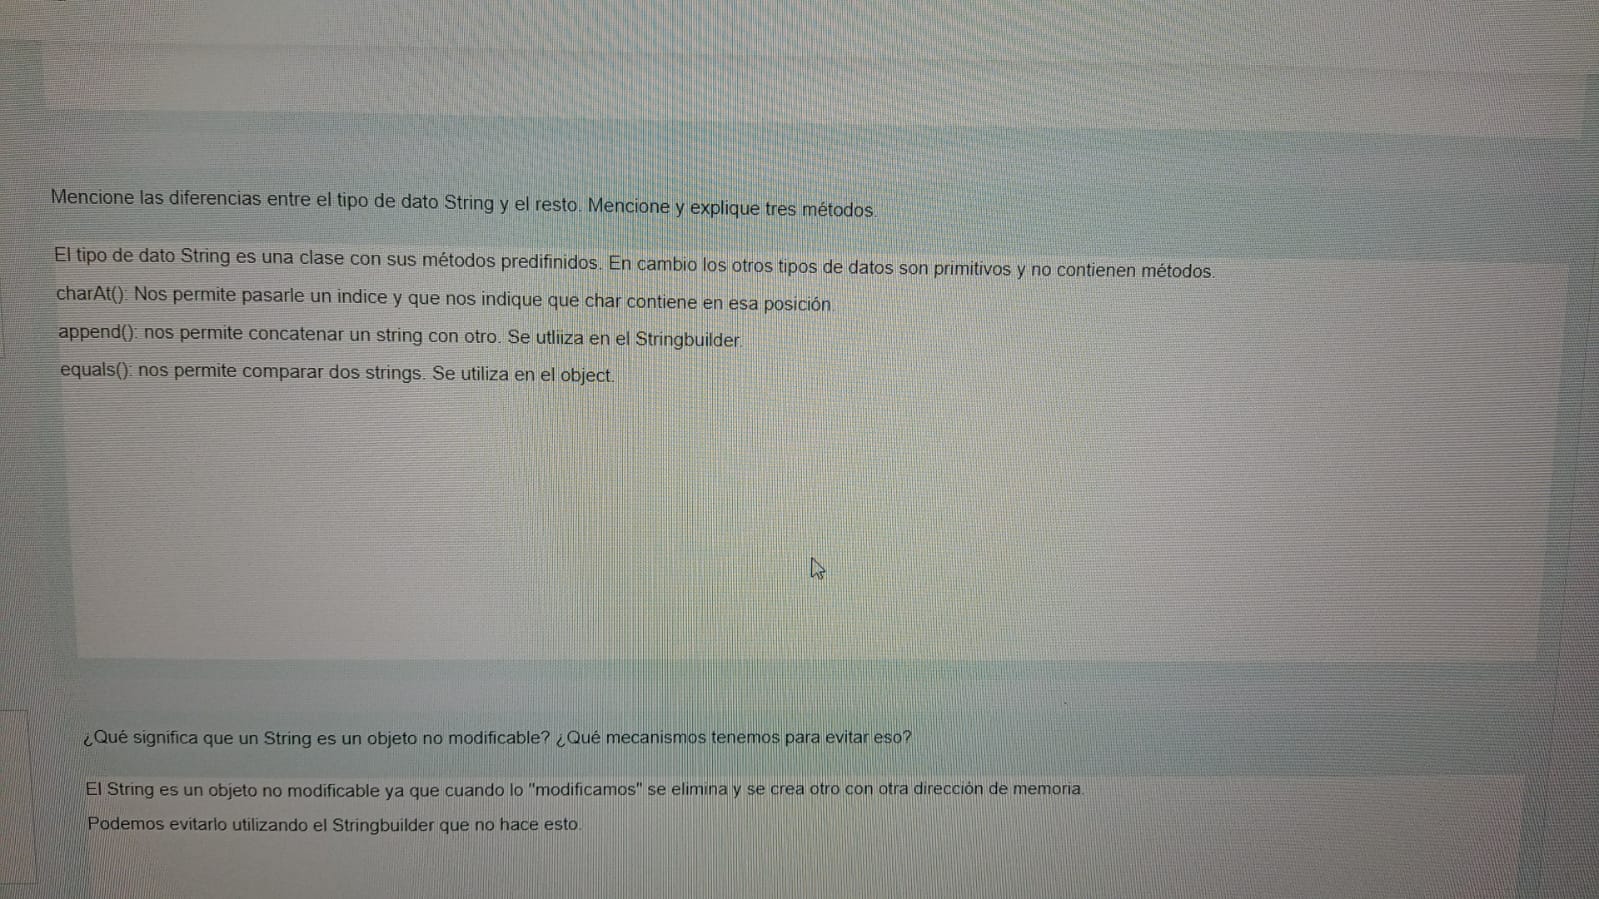 Mencione las diferencias entre el tipo de dato String y el resto. Mencione y explique tres métodos.
El tipo de dato String es una clase con sus métodos predifinidos. En cambio los otros tipos de datos son primitivos y no contienen métodos.
charAt(): Nos permite pasarle un indice y que nos indique que char contiene en esa posición.
append(): nos permite concatenar un string con otro. Se utliiza en el Stringbuilder.
equals(): nos permite comparar dos strings. Se utiliza en el object.
¿Qué significa que un String es un objeto no modificable? ¿Qué mecanismos tenemos para evitar eso?
El String es un objeto no modificable ya que cuando lo "modificamos" se elimina y se crea otro con otra dirección de memoria.
Podemos evitarlo utilizando el Stringbuilder que no hace esto.